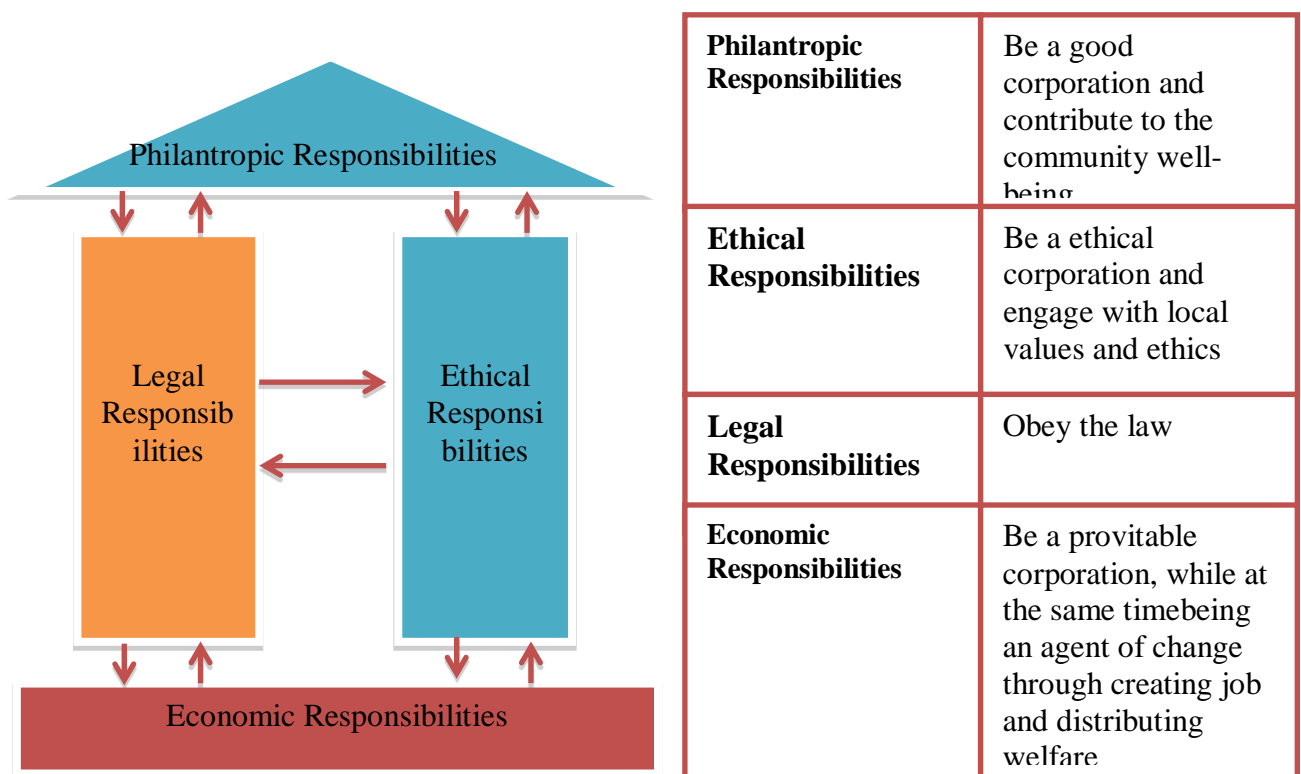 Philantropic Responsibilities
Legal
Responsib
ilities
Ethical
Responsi
bilities
Economic Responsibilities
Philantropic
Responsibilities
Be a good
corporation and
contribute to the
community well-
being
Ethical
Responsibilities
Be a ethical
corporation and
engage with local
values and ethics
Legal
Responsibilities
Obey the law
Economic
Responsibilities
Be a provitable
corporation, while at
the same timebeing
an agent of change
through creating job
and distributing
welfare